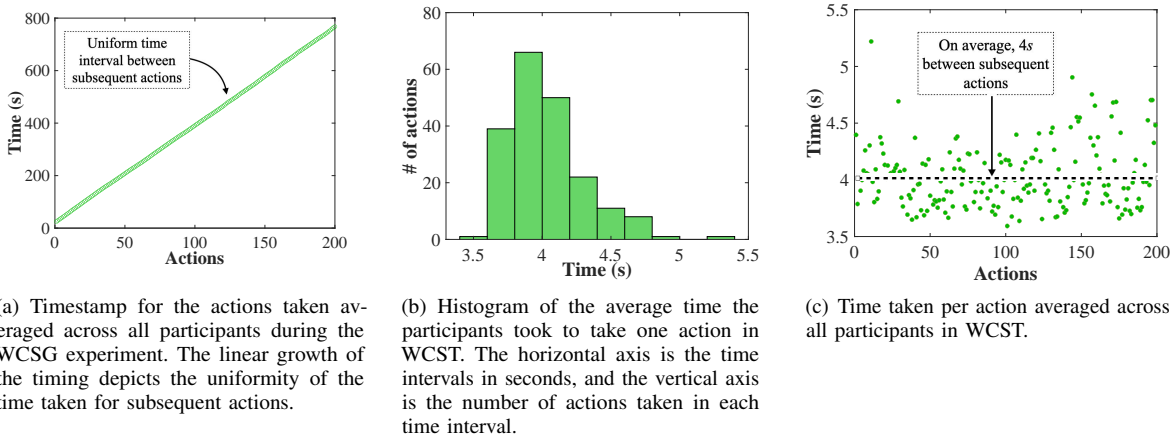 800
600
400
200
0
Time (s)
Uniform time
interval between
subsequent actions
0 50 100 150 200
Actions
80
60
40
20
0
# of actions
3.5 4 4.5 5 5.5
Time (s)
5.5
5
4.5
4
3.5
Time (s)
On average, 4s
between subsequent
actions
0 50 100 150 200
Actions
(a) Timestamp for the actions taken av-
eraged across all participants during the
WCSG experiment. The linear growth of
the timing depicts the uniformity of the
time taken for subsequent actions.
(b) Histogram of the average time the
participants took to take one action in
WCST. The horizontal axis is the time
intervals in seconds, and the vertical axis
is the number of actions taken in each
time interval.
(c) Time taken per action averaged across
all participants in WCST.